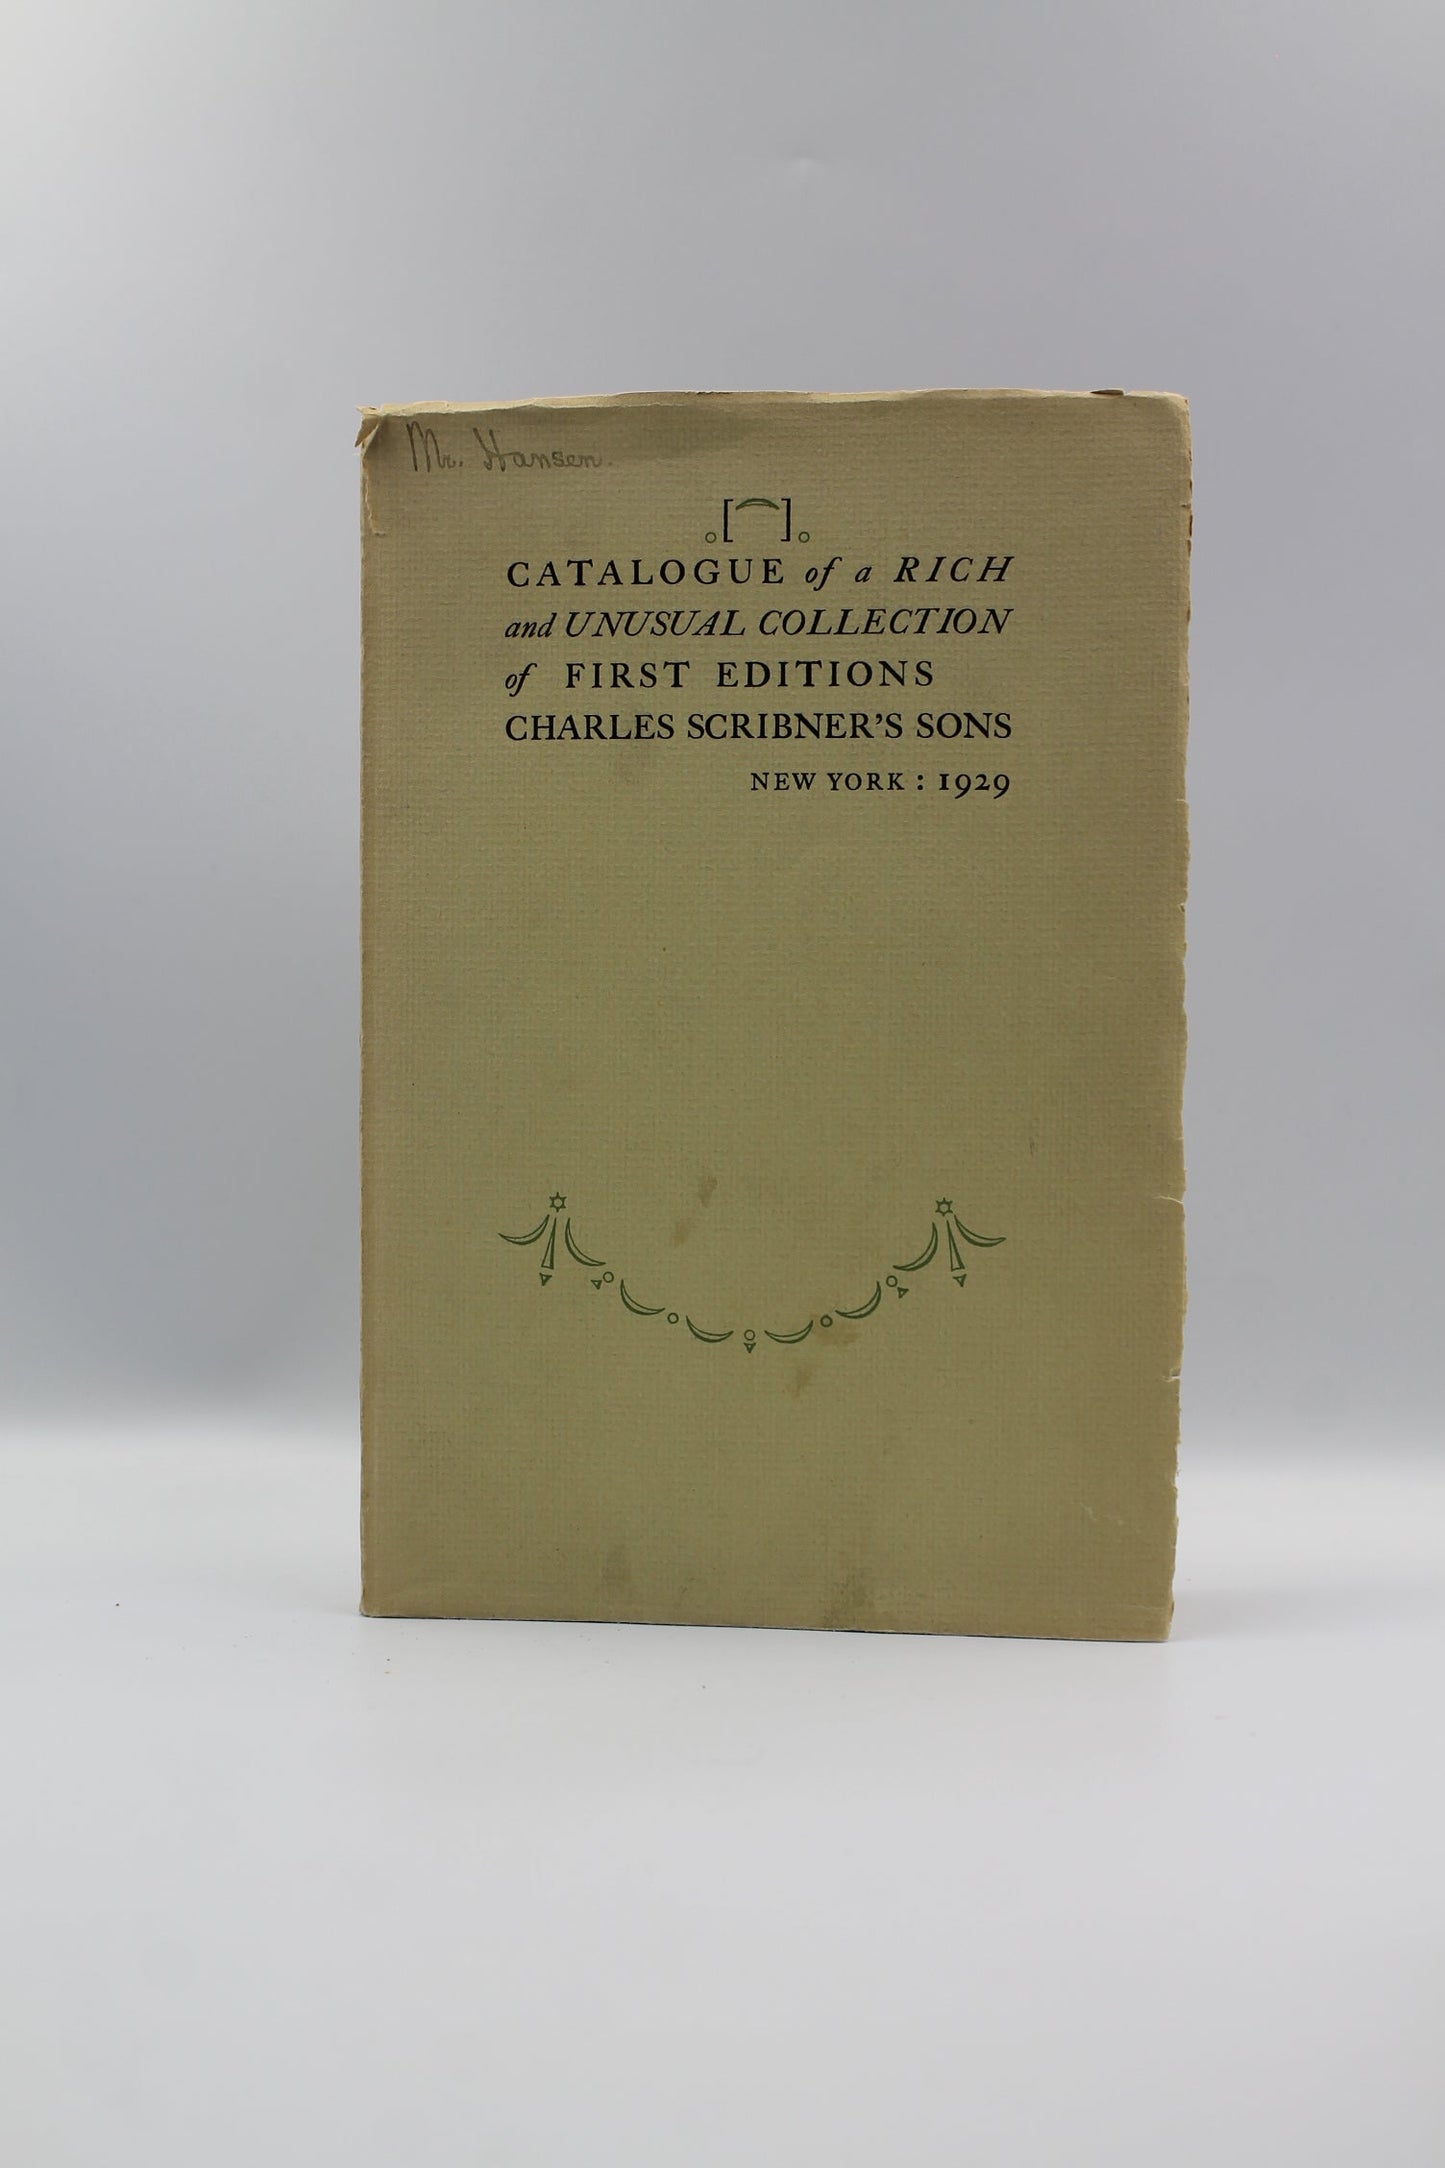 Mr. Hansen.
CATALOGUE of a RICH
and UNUSUAL COLLECTION
of FIRST EDITIONS
CHARLES SCRIBNER'S SONS
NEW YORK : 1929